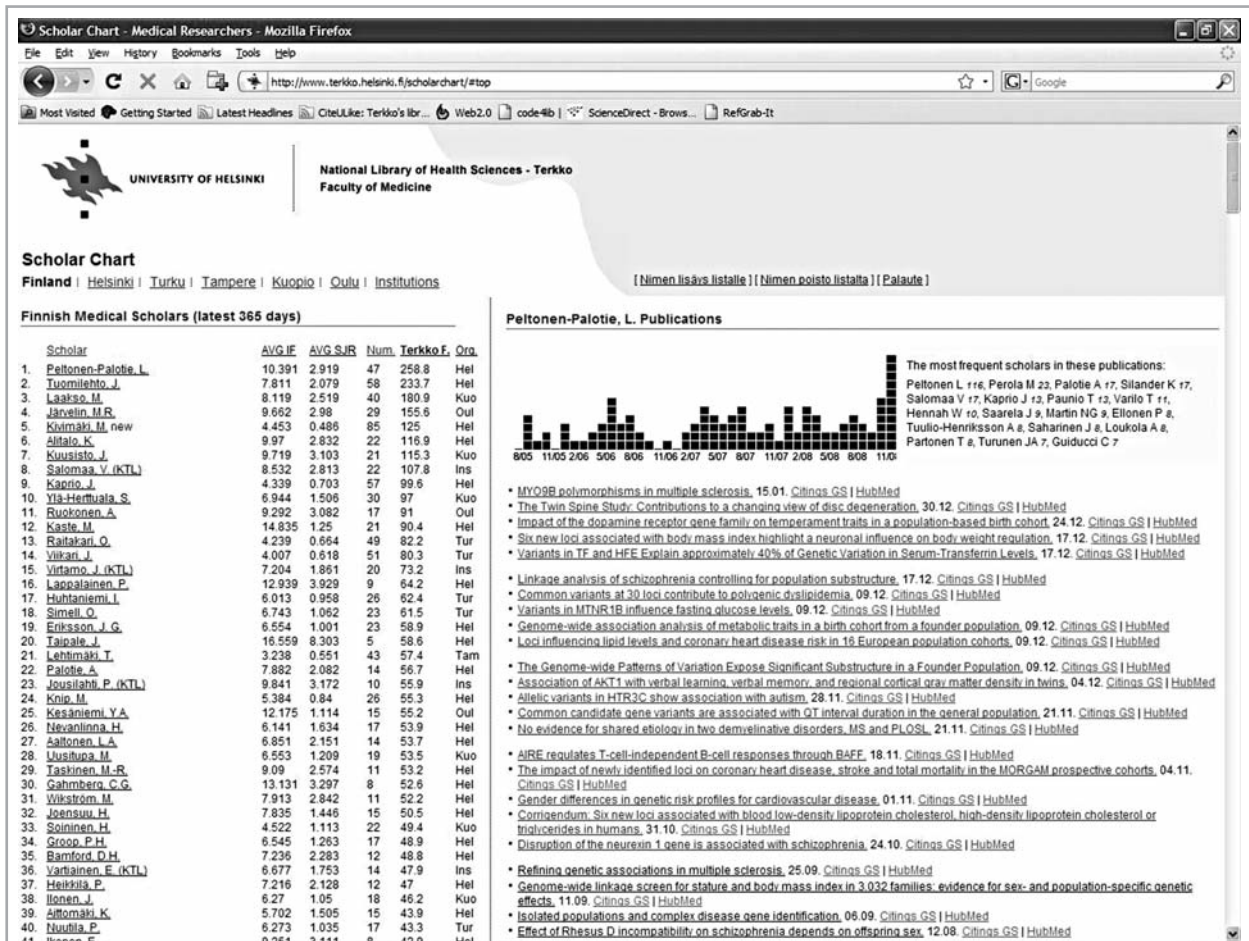 Scholar Chart - Medical Researchers - Mozilla Firefox
File Edit View History Bookmarks Tools Help
http://www.terkko.helsinki.fi/scholarchart/#top
G Google
Most Visited Getting Started Latest Headlines CiteULike: Terkko's libr... Web2.0 code4lib | ScienceDirect - Brows... RefGrab-It
UNIVERSITY OF HELSINKI
National Library of Health Sciences - Terkko
Faculty of Medicine
Scholar Chart
Finland | Helsinki | Turku | Tampere | Kuopio | Oulu | Institutions
[ Nimen lisäys listalle ] [ Nimen poisto listalta ] [ Palaute ]
Finnish Medical Scholars (latest 365 days)
Scholar AVG IF AVG SJR Num. Terkko F. Org.
1. Peltonen-Palotie, L. 10.391 2.919 47 258.8 Hel
2. Tuomilehto, J. 7.811 2.079 58 233.7 Hel
3. Laakso, M. 8.119 2.519 40 180.9 Kuo
4. Järvelin, M.R. 9.662 2.98 29 155.6 Oul
5. Kivimäki, M. new 4.453 0.486 85 125 Hel
6. Alitalo, K. 9.97 2.832 22 116.9 Hel
7. Kuusisto, J. 9.719 3.103 21 115.3 Kuo
8. Salomaa, V. (KTL) 8.532 2.813 22 107.8 Ins
9. Kaprio, J. 4.339 0.703 57 99.6 Hel
10. Ylä-Herttuala, S. 6.944 1.506 30 97 Kuo
11. Ruokonen, A. 9.292 3.082 17 91 Oul
12. Kaste, M. 14.835 1.25 21 90.4 Hel
13. Raitakari, O. 4.239 0.664 49 82.2 Tur
14. Viikari, J. 4.007 0.618 51 80.3 Tur
15. Virtamo, J. (KTL) 7.204 1.861 20 73.2 Ins
16. Lappalainen, P. 12.939 3.929 9 64.2 Hel
17. Huhtaniemi, I. 6.013 0.958 26 62.4 Tur
18. Simell, O. 6.743 1.062 23 61.5 Tur
19. Eriksson, J. G. 6.554 1.001 23 58.9 Hel
20. Taipale, J. 16.559 8.303 5 58.6 Hel
21. Lehtimäki, T. 3.238 0.551 43 57.4 Tam
22. Palotie, A. 7.882 2.082 14 56.7 Hel
23. Jousilahti, P. (KTL) 9.841 3.172 10 55.9 Ins
24. Knip, M. 5.384 0.84 26 55.3 Hel
25. Kesäniemi, Y.A. 12.175 1.114 15 55.2 Oul
26. Nevanlinna, H. 6.141 1.634 17 53.9 Hel
27. Aaltonen, L.A. 6.851 2.151 14 53.7 Hel
28. Uusitupa, M. 6.553 1.209 19 53.5 Kuo
29. Taskinen, M.-R. 9.09 2.574 11 53.2 Hel
30. Gahmberg, C.G. 13.131 3.297 8 52.6 Hel
31. Wikström, M. 7.913 2.842 11 52.2 Hel
32. Joensuu, H. 7.835 1.446 15 50.5 Hel
33. Soininen, H. 4.522 1.113 22 49.4 Kuo
34. Groop, P.H. 6.545 1.263 17 48.9 Hel
35. Bamford, D.H. 7.236 2.283 12 48.8 Hel
36. Vartiainen, E. (KTL) 6.677 1.753 14 47.9 Ins
37. Heikkilä, P. 7.216 2.128 12 47 Hel
38. Ilonen, J. 6.27 1.05 18 46.2 Kuo
39. Aittomäki, K. 5.702 1.505 15 43.9 Hel
40. Nuutila, P. 6.273 1.035 17 43.3 Tur
Peltonen-Palotie, L. Publications
8/05 11/05 2/06 5/06 8/06 11/06 2/07 5/07 8/07 11/07 2/08 5/08 8/08
The most frequent scholars in these publications:
Peltonen L 116, Perola M 23, Palotie A 17, Silander K 17,
Salomaa V 17, Kaprio J 13, Paunio T 13, Varilo T 11,
Hennah W 10, Saarela J 9, Martin NG 9, Ellonen P 8,
Tuulio-Henriksson A 8, Saharinen J 8, Loukola A 8,
Partonen T 8, Turunen JA 7, Guiducci C 7
• MYO9B polymorphisms in multiple sclerosis. 15.01. Citings GS | HubMed
• The Twin Spine Study: Contributions to a changing view of disc degeneration. 30.12. Citings GS | HubMed
• Impact of the dopamine receptor gene family on temperament traits in a population-based birth cohort. 24.12. Citings GS | HubMed
• Six new loci associated with body mass index highlight a neuronal influence on body weight regulation. 17.12. Citings GS | HubMed
• Variants in TF and HFE Explain approximately 40% of Genetic Variation in Serum-Transferrin Levels. 17.12. Citings GS | HubMed
• Linkage analysis of schizophrenia controlling for population substructure. 17.12. Citings GS | HubMed
• Common variants at 30 loci contribute to polygenic dyslipidemia. 09.12. Citings GS | HubMed
• Variants in MTNR1B influence fasting glucose levels. 09.12. Citings GS | HubMed
• Genome-wide association analysis of metabolic traits in a birth cohort from a founder population. 09.12. Citings GS | HubMed
• Loci influencing lipid levels and coronary heart disease risk in 16 European population cohorts. 09.12. Citings GS | HubMed
• The Genome-wide Patterns of Variation Expose Significant Substructure in a Founder Population. 09.12. Citings GS | HubMed
• Association of AKT1 with verbal learning, verbal memory, and regional cortical gray matter density in twins. 04.12. Citings GS | HubMed
• Allelic variants in HTR3C show association with autism. 28.11. Citings GS | HubMed
• Common candidate gene variants are associated with QT interval duration in the general population. 21.11. Citings GS | HubMed
• No evidence for shared etiology in two demyelinative disorders, MS and PLOSL. 21.11. Citings GS | HubMed
• AIRE regulates T-cell-independent B-cell responses through BAFF. 18.11. Citings GS | HubMed
• The impact of newly identified loci on coronary heart disease, stroke and total mortality in the MORGAM prospective cohorts. 04.11.
Citings GS | HubMed
• Gender differences in genetic risk profiles for cardiovascular disease. 01.11. Citings GS | HubMed
• Corrigendum: Six new loci associated with blood low-density lipoprotein cholesterol, high-density lipoprotein cholesterol or
triglycerides in humans. 31.10. Citings GS | HubMed
• Disruption of the neurexin 1 gene is associated with schizophrenia. 24.10. Citings GS | HubMed
• Refining genetic associations in multiple sclerosis. 25.09. Citings GS | HubMed
• Genome-wide linkage screen for stature and body mass index in 3.032 families: evidence for sex- and population-specific genetic
effects. 11.09. Citings GS | HubMed
• Isolated populations and complex disease gene identification. 06.09. Citings GS | HubMed
• Effect of Rhesus D incompatibility on schizophrenia depends on offspring sex. 12.08. Citings GS | HubMed